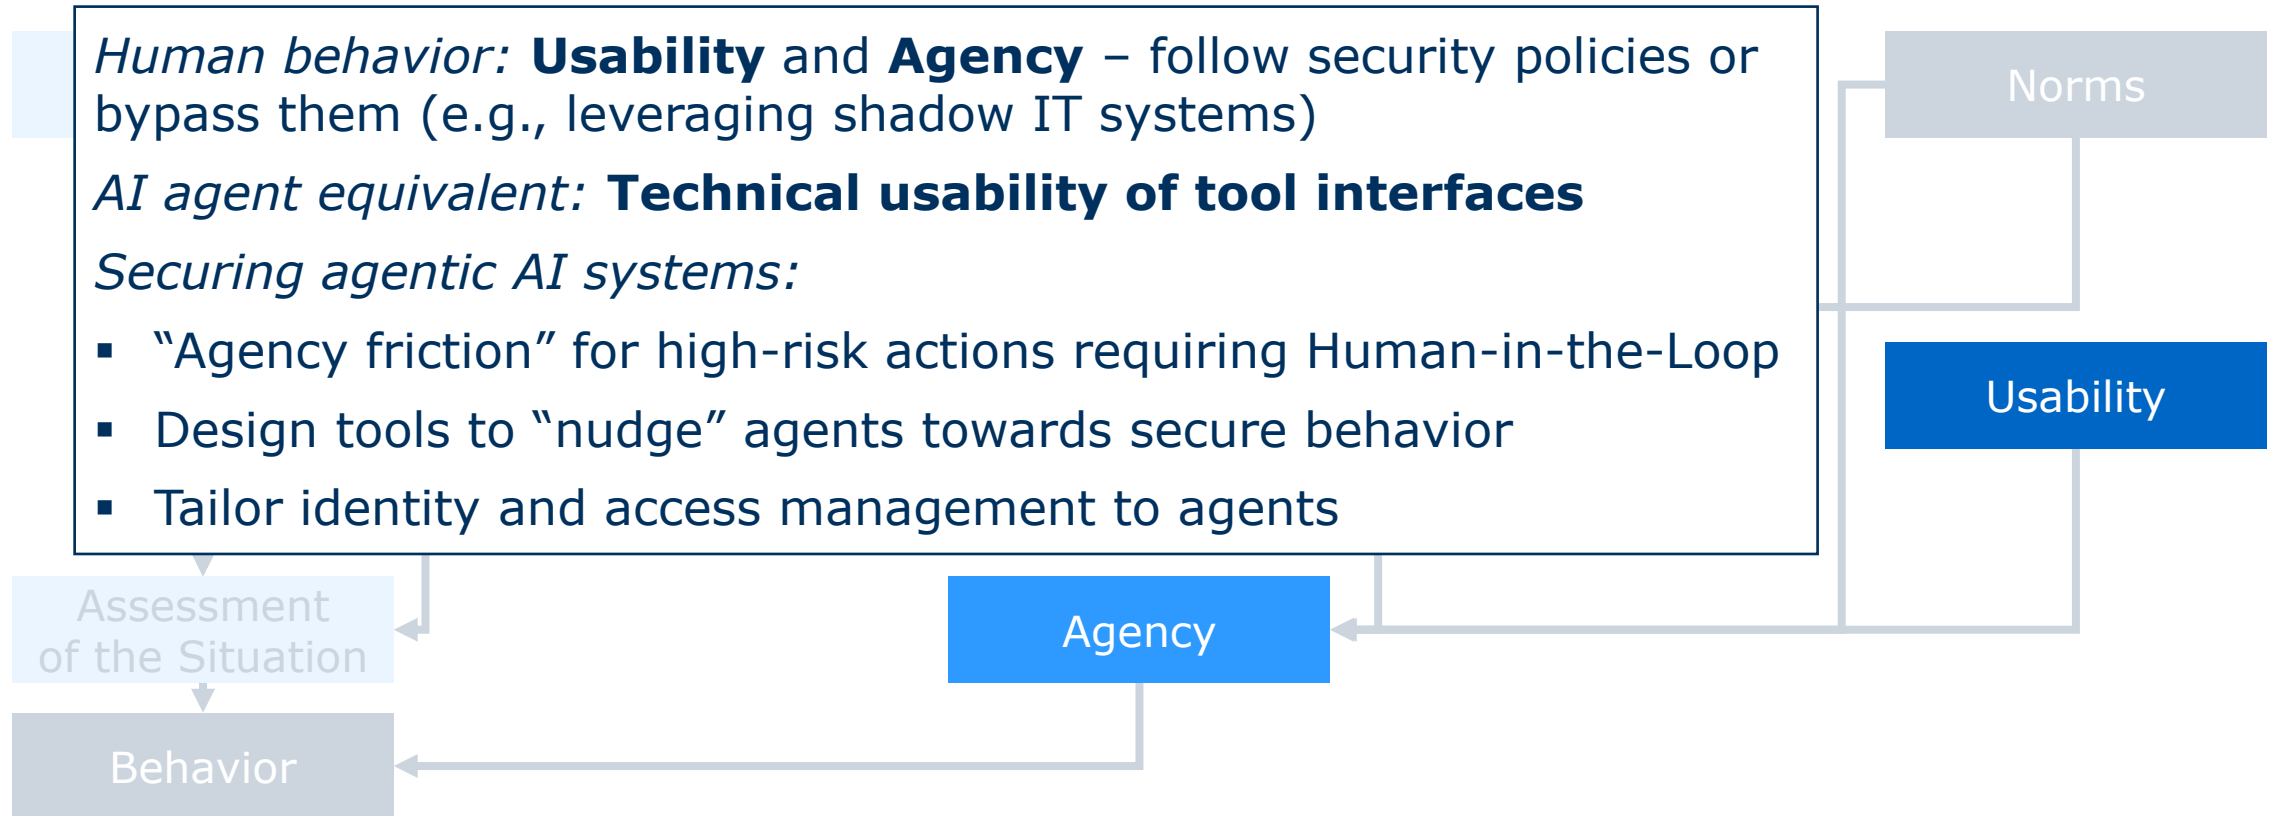 Human behavior: Usability and Agency – follow security policies or
bypass them (e.g., leveraging shadow IT systems)
AI agent equivalent: Technical usability of tool interfaces
Securing agentic AI systems:
▪ “Agency friction” for high-risk actions requiring Human-in-the-Loop
▪ Design tools to “nudge” agents towards secure behavior
▪ Tailor identity and access management to agents
Norms
Usability
Assessment
of the Situation
Agency
Behavior